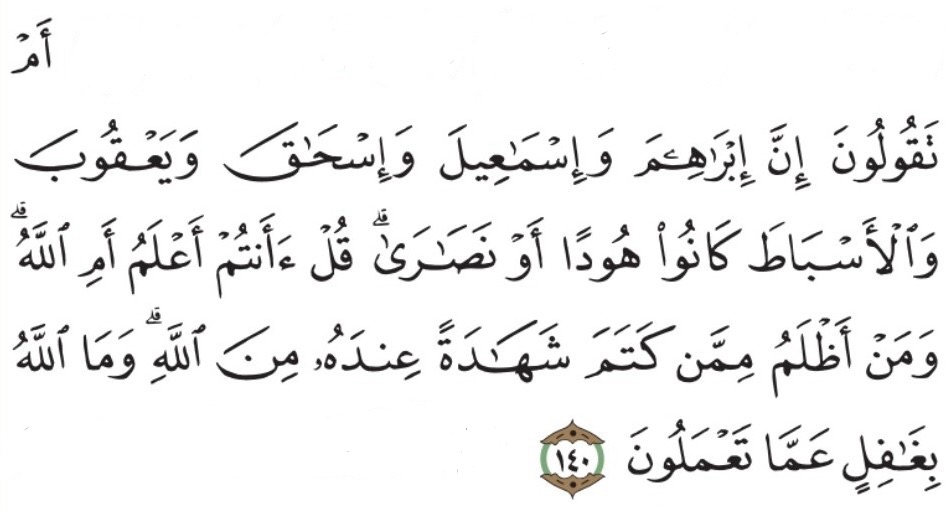 أَمۡ
تَقُولُونَ إِنَّ إِبۡرَٰهِـۧمَ وَإِسۡمَٰعِيلَ وَإِسۡحَٰقَ وَيَعۡقُوبَ
وَٱلۡأَسۡبَاطَ كَانُواْ هُودًا أَوۡ نَصَٰرَىٰۗ قُلۡ ءَأَنتُمۡ أَعۡلَمُ أَمِ ٱللَّهُۗ
وَمَنۡ أَظۡلَمُ مِمَّن كَتَمَ شَهَٰدَةً عِندَهُۥ مِنَ ٱللَّهِۗ وَمَا ٱللَّهُ
بِغَٰفِلٍ عَمَّا تَعۡمَلُونَ ١٤٠